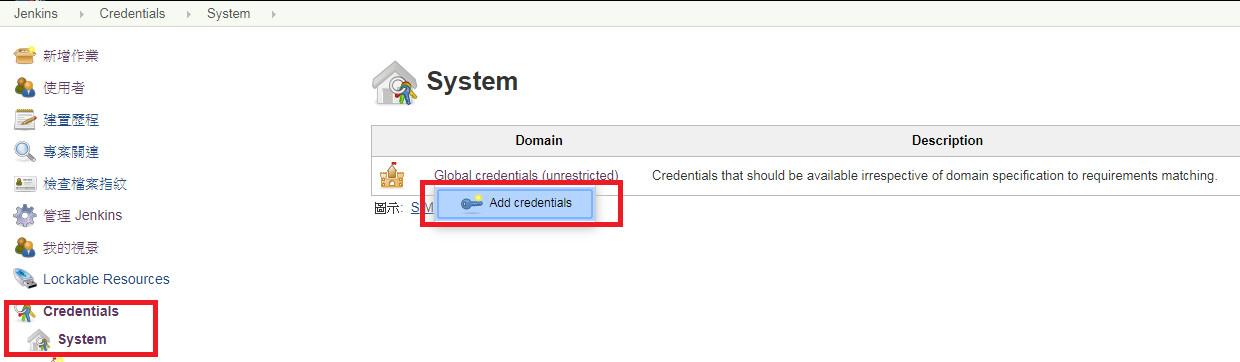 Jenkins Credentials System
新增作業
使用者
建置歷程
專案關連
檢查檔案指紋
管理 Jenkins
我的視景
Lockable Resources
Credentials
System
System
Domain Description
Global credentials (unrestricted) Credentials that should be available irrespective of domain specification to requirements matching.
圖示: S M
Add credentials